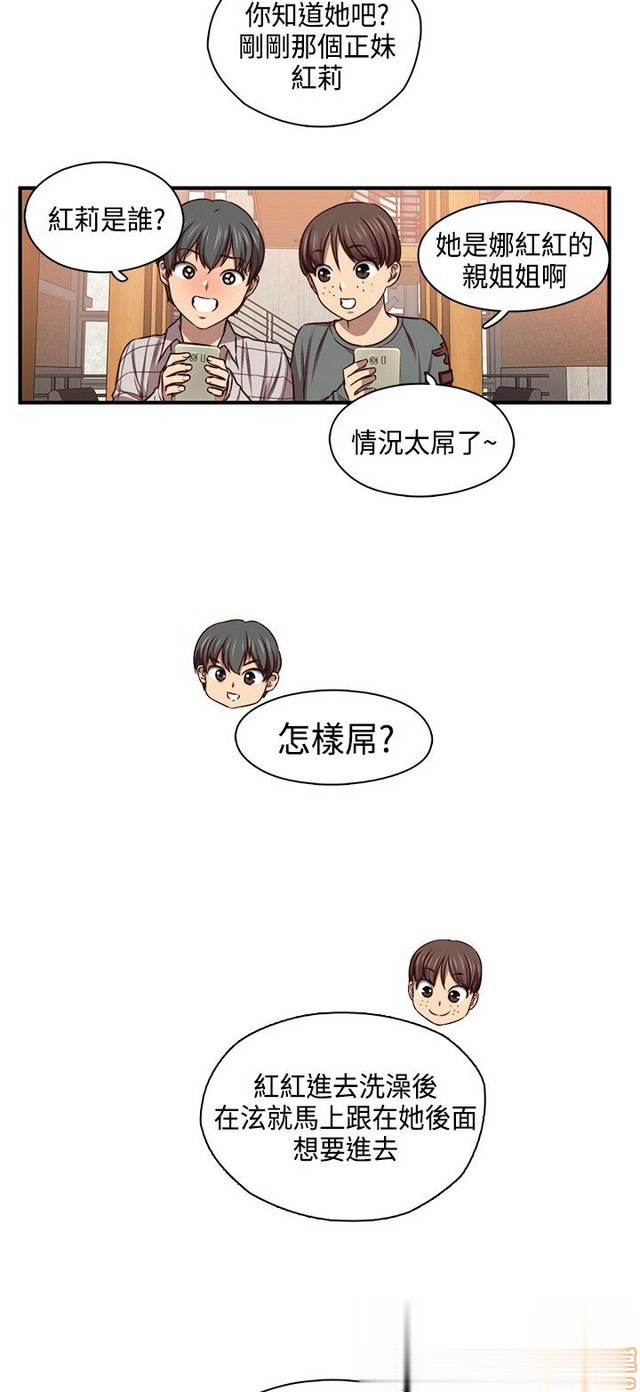 你知道她吧?
剛剛那個正妹
紅莉
紅莉是誰?
她是娜紅紅的
親姐姐啊
情況太屌了~
怎樣屌?
紅紅進去洗澡後
在泫就馬上跟在她後面
想要進去